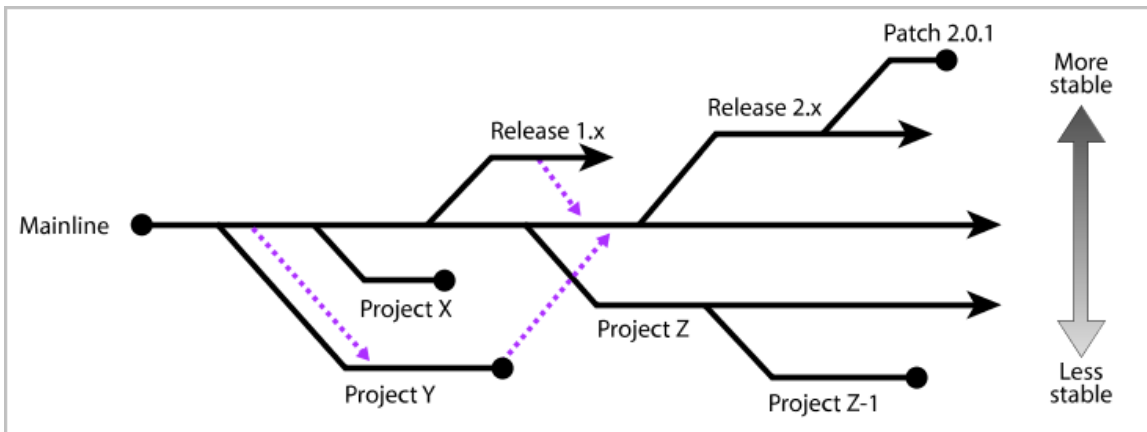 Patch 2.0.1
More
stable
Release 2.x
Release 1.x
Mainline
Project X
Project Z
Project Y
Less
stable
Project Z-1